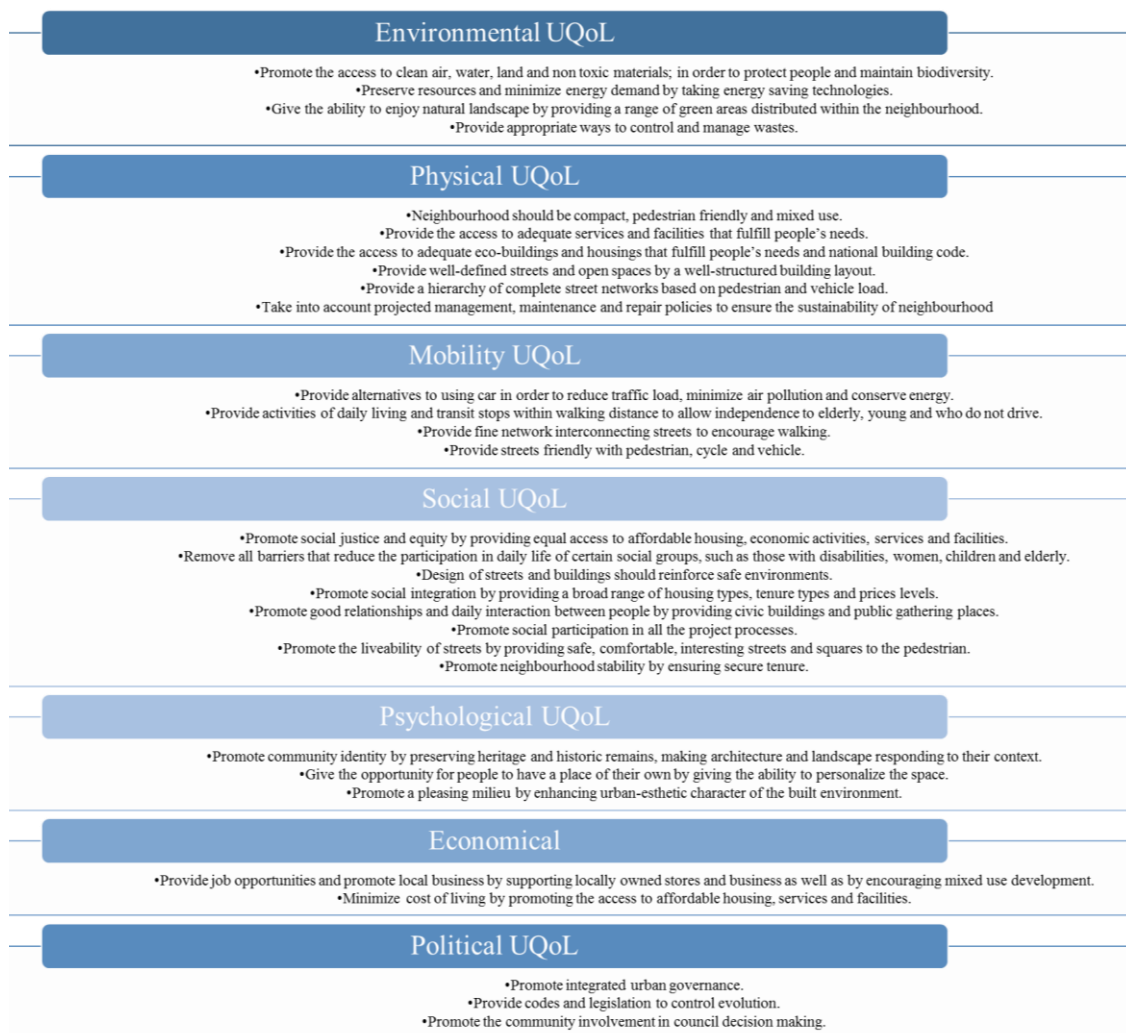 Environmental UQoL
•Promote the access to clean air, water, land and non toxic materials; in order to protect people and maintain biodiversity.
•Preserve resources and minimize energy demand by taking energy saving technologies.
•Give the ability to enjoy natural landscape by providing a range of green areas distributed within the neighbourhood.
•Provide appropriate ways to control and manage wastes.
Physical UQoL
•Neighbourhood should be compact, pedestrian friendly and mixed use.
•Provide the access to adequate services and facilities that fulfill people's needs.
•Provide the access to adequate eco-buildings and housings that fulfill people's needs and national building code.
•Provide well-defined streets and open spaces by a well-structured building layout.
•Provide a hierarchy of complete street networks based on pedestrian and vehicle load.
•Take into account projected management, maintenance and repair policies to ensure the sustainability of neighbourhood
Mobility UQoL
•Provide alternatives to using car in order to reduce traffic load, minimize air pollution and conserve energy.
•Provide activities of daily living and transit stops within walking distance to allow independence to elderly, young and who do not drive.
•Provide fine network interconnecting streets to encourage walking.
•Provide streets friendly with pedestrian, cycle and vehicle.
Social UQoL
•Promote social justice and equity by providing equal access to affordable housing, economic activities, services and facilities.
•Remove all barriers that reduce the participation in daily life of certain social groups, such as those with disabilities, women, children and elderly.
•Design of streets and buildings should reinforce safe environments.
•Promote social integration by providing a broad range of housing types, tenure types and prices levels.
•Promote good relationships and daily interaction between people by providing civic buildings and public gathering places.
•Promote social participation in all the project processes.
•Promote the liveability of streets by providing safe, comfortable, interesting streets and squares to the pedestrian.
•Promote neighbourhood stability by ensuring secure tenure.
Psychological UQoL
•Promote community identity by preserving heritage and historic remains, making architecture and landscape responding to their context.
•Give the opportunity for people to have a place of their own by giving the ability to personalize the space.
•Promote a pleasing milieu by enhancing urban-esthetic character of the built environment.
Economical
•Provide job opportunities and promote local business by supporting locally owned stores and business as well as by encouraging mixed use development.
•Minimize cost of living by promoting the access to affordable housing, services and facilities.
Political UQoL
•Promote integrated urban governance.
•Provide codes and legislation to control evolution.
•Promote the community involvement in council decision making.